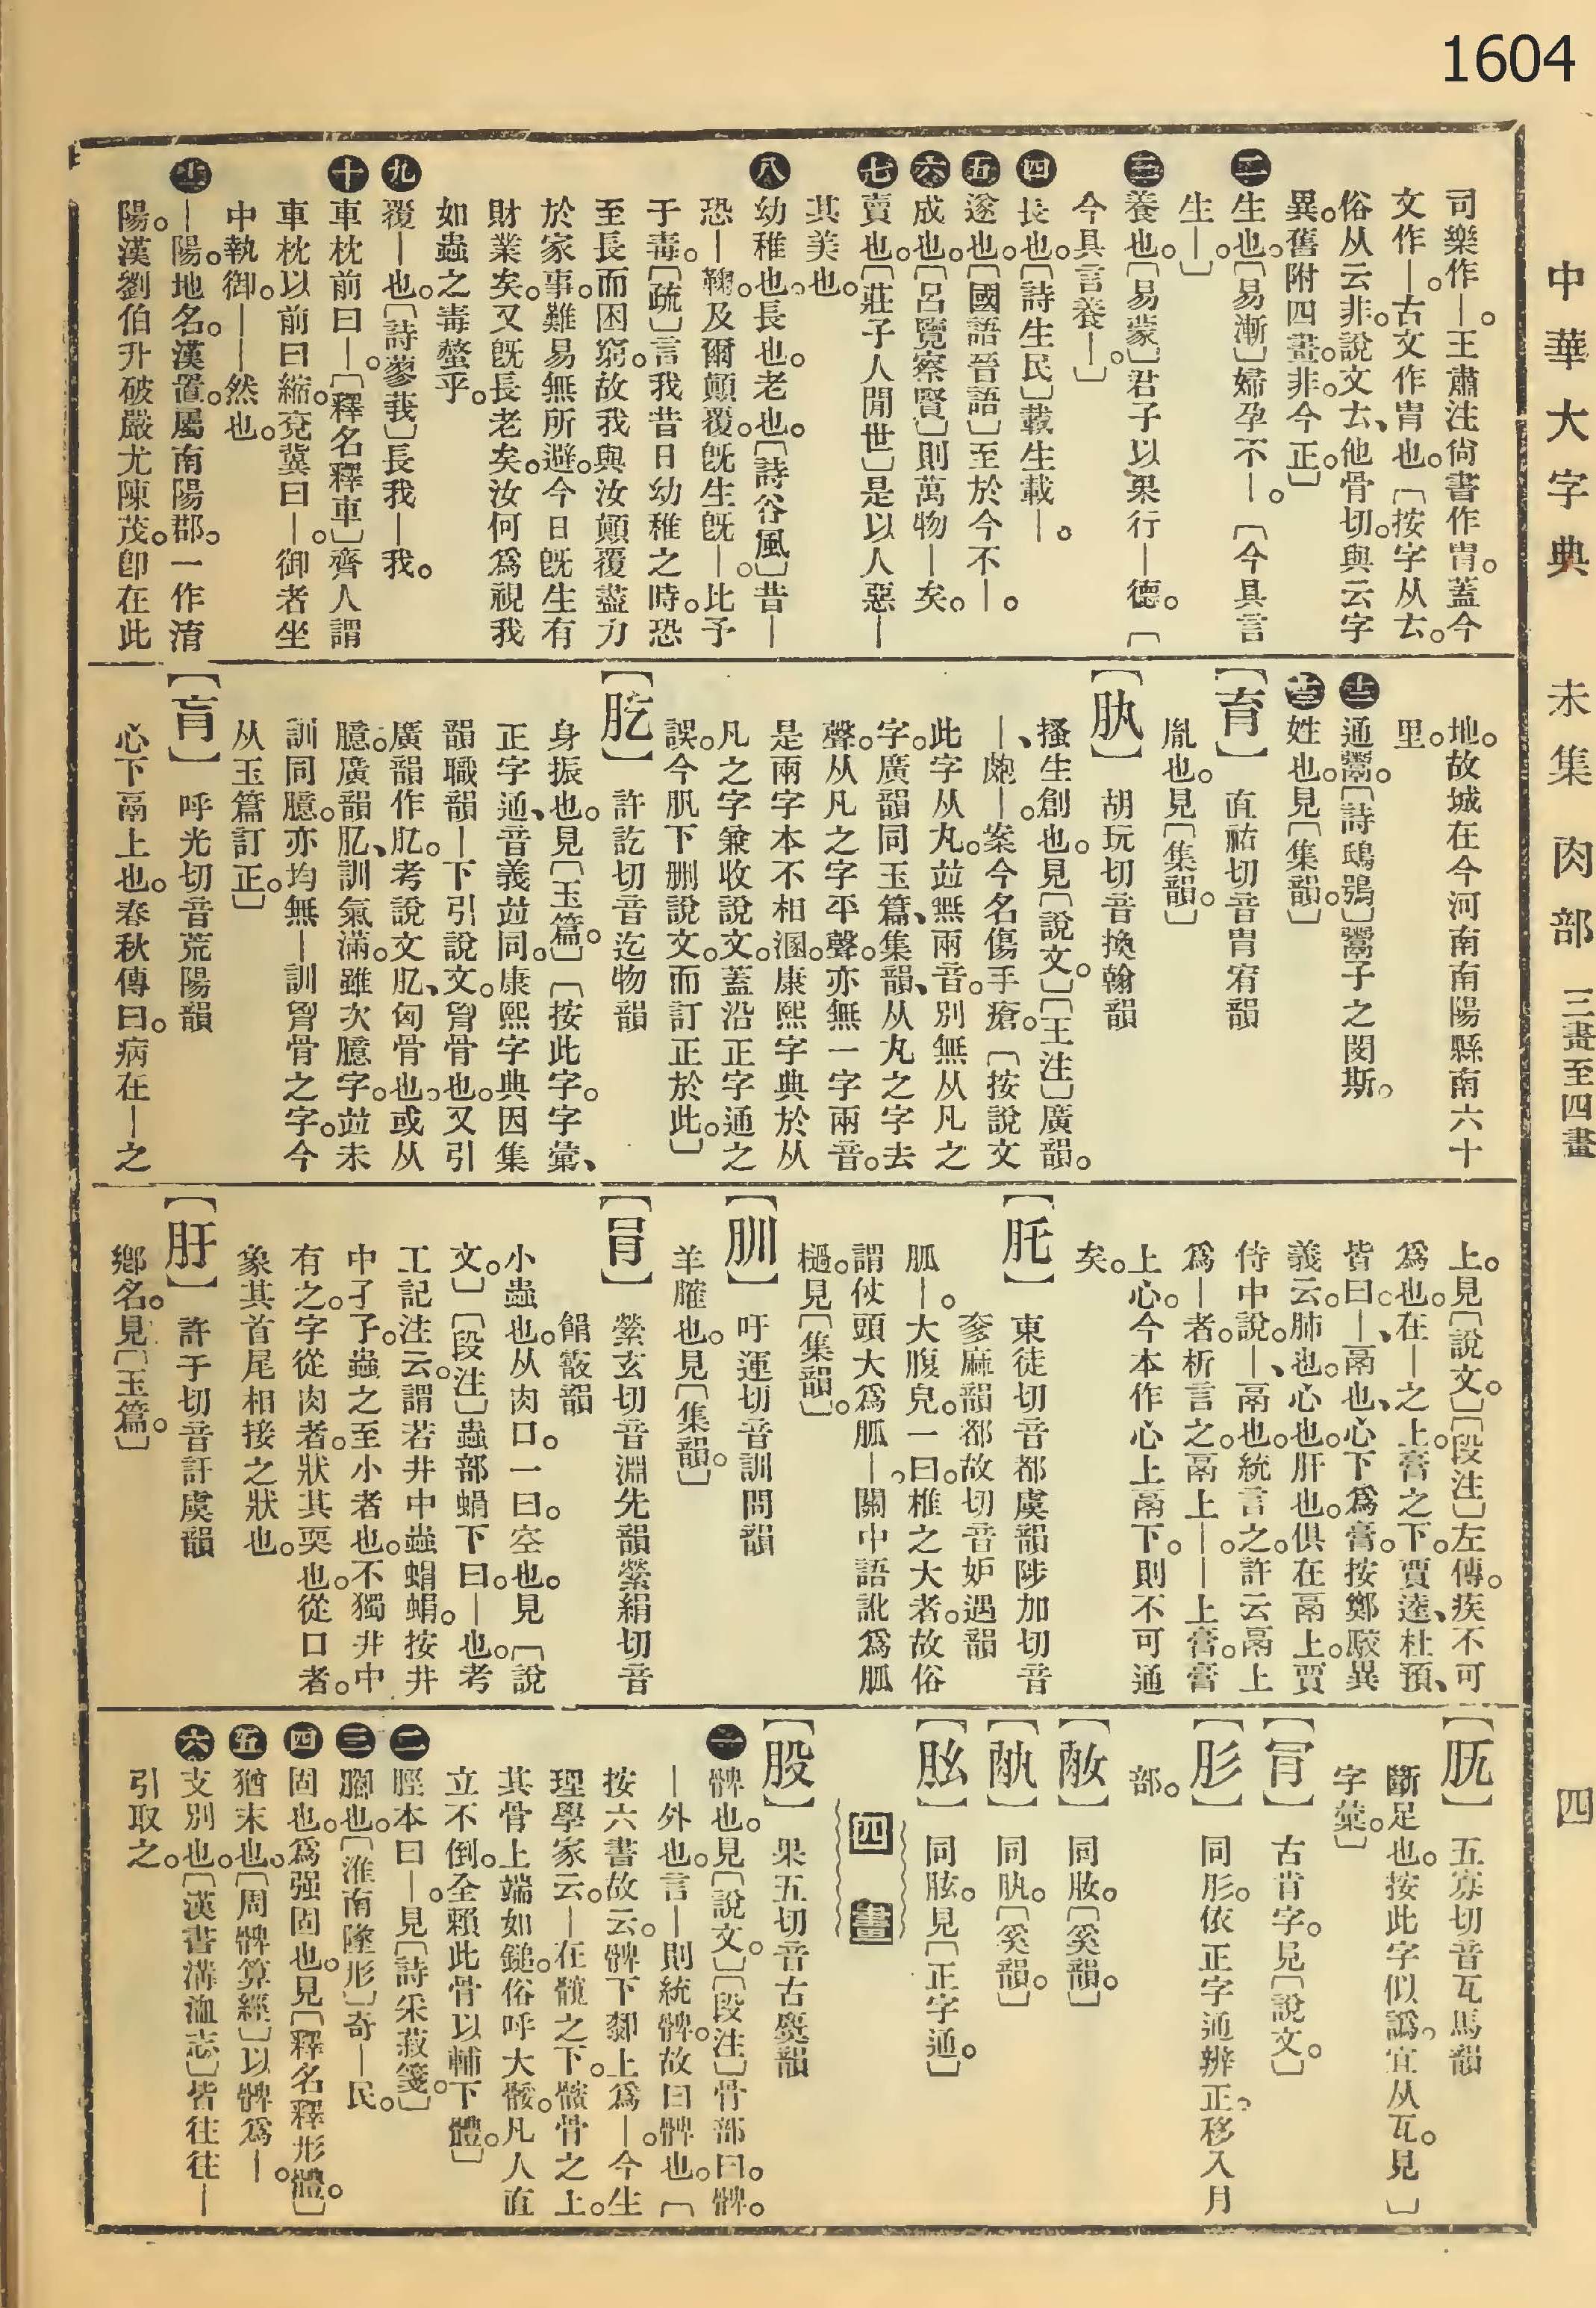 1604
中華大字典　未集　肉部　三畫至四畫　四
司樂作｜。王肅注尙書作冑。蓋今
文作｜。古文作冑也。〔按字从𠫓。
俗从云非。說文𠫓、他骨切。與云字
異。舊附四畫。非。今正。〕
㊁生也。〔易漸〕婦孕不｜。〔今具言
生｜。〕
㊂養也。〔易蒙〕君子以果行｜德。〔
今具言養｜。〕
㊃長也。〔詩生民〕載生載｜。
㊄遂也。〔國語晉語〕至於今不｜。
㊅成也。〔呂覽察賢〕則萬物｜矣。
㊆賣也。〔莊子人閒世〕是以人惡｜
其美也。
㊇幼稚也。長也。老也。〔詩谷風〕昔｜
恐｜鞠。及爾顛覆。旣生旣｜。比予
于毒。〔疏〕言我昔日幼稚之時。恐
至長而困窮。故我與汝顛覆盡力
於家事。難易無所避。今日旣生有
財業矣。又旣長老矣。汝何爲視我
如蟲之毒螫乎。
㊈覆｜也。〔詩蓼莪〕長我｜我。
㊉車枕前曰｜。〔釋名釋車〕齊人謂
車枕以前曰縮。兗冀曰｜。御者坐
中執御。｜｜然也。
⓫｜陽。地名。漢置。屬南陽郡。一作淯
陽。漢劉伯升破嚴尤陳茂。卽在此
地。故城在今河南南陽縣南六十
里。
⓬通鬻。〔詩鴟鴞〕鬻子之閔斯。
⓭姓也。見〔集韻。〕
【育】　直祐切音冑宥韻
胤也。見〔集韻。〕
【肒】　胡玩切音換翰韻
搔生創也。見〔說文。〕〔王注〕廣韻。
｜、皰｜。案今名傷手瘡。〔按說文
此字从丸。竝無兩音。別無从凡之
字。廣韻同。玉篇、集韻、从丸之字去
聲。从凡之字平聲。亦無一字兩音。
是兩字本不相溷。康熙字典於从
凡之字兼收說文。蓋沿正字通之
誤。今肌下删說文。而訂正於此。〕
【肐】　許訖切音迄物韻
身振也。見〔玉篇。〕〔按此字。字彙、
正字通、音義竝同。康熙字典因集
韻職韻｜下引說文。胷骨也。又引
廣韻作肊。考說文肊、匈骨也。或从
臆。廣韻肊、訓氣滿。雖次臆字。竝未
訓同臆。亦均無｜訓胷骨之字。今
从玉篇訂正。〕
【肓】　呼光切音荒陽韻
心下鬲上也。春秋傳曰。病在｜之
上。見〔說文。〕〔段注〕左傳。疾不可
爲也。在｜之上。膏之下。賈逵、杜預、
皆曰。｜、鬲也。心下爲膏。按鄭駮異
義云。肺也。心也。肝也。俱在鬲上。賈
侍中說。｜、鬲也。統言之。許云鬲上
爲｜者。析言之。鬲上｜｜上膏。膏
上心。今本作心上鬲下。則不可通
矣。
【肚】　東徒切音都虞韻陟加切音
奓麻韻都故切音妒遇韻
胍｜。大腹皃。一曰。椎之大者。故俗
謂仗頭大爲胍｜。關中語訛爲胍
檛。見〔集韻。〕
【𦘴】　吁運切音訓問韻
羊臛也。見〔集韻。〕
【肙】　縈玄切音淵先韻縈絹切音
䬼霰韻
小蟲也。从肉口。一曰。空也。見〔說
文。〕〔段注〕蟲部蜎下曰。｜也。考
工記注云。謂若井中蟲蜎蜎。按井
中孑孑。蟲之至小者也。不獨井中
有之。字從肉者。狀其耎也。從口者。
象其首尾相接之狀也。
【肝】　許于切音訏虞韻
鄕名。見〔玉篇。〕
【肟】　五寡切音瓦馬韻
斷足也。按此字似譌。宜从瓦。見〔
字彙。〕
【肎】　古肯字。見〔說文。〕
【肜】　同肜。依正字通辨正。移入月
部。
同𦙁。〔奚韻。〕
同肒。〔奚韻。〕
【胘】　同胘。見〔正字通。〕
四畫
【股】　果五切音古麌韻
㊀髀也。見〔說文。〕〔段注〕骨部曰。髀。
｜外也。言｜則統髀。故曰髀也。〔
按六書故云。髀下厀上爲｜。今生
理學家云。｜在髖之下。髕骨之上。
其骨上端如鎚。俗呼大骸。凡人直
立不倒。全賴此骨以輔下體。〕
㊁脛本曰｜。見〔詩采菽箋。〕
㊂腳也。〔淮南墜形〕奇｜民。
㊃固也。爲强固也。見〔釋名釋形體。〕
㊄猶末也。〔周髀算經〕以髀爲｜。
㊅支別也。〔漢書溝洫志〕皆往往｜
引取之。